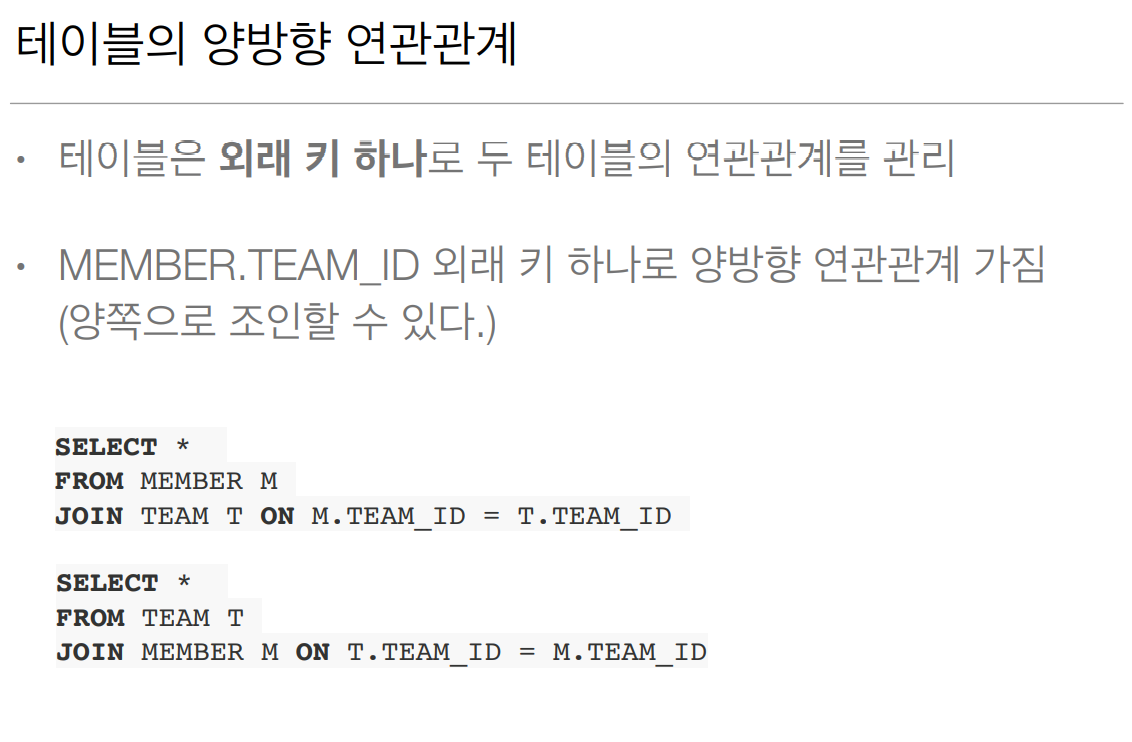 테이블의 양방향 연관관계
• 테이블은 외래 키 하나로 두 테이블의 연관관계를 관리
• MEMBER.TEAM_ID 외래 키 하나로 양방향 연관관계 가짐
(양쪽으로 조인할 수 있다.)
SELECT *
FROM MEMBER M
JOIN TEAM T ON M.TEAM_ID = T.TEAM_ID
SELECT *
FROM TEAM T
JOIN MEMBER M ON T.TEAM_ID = M.TEAM_ID